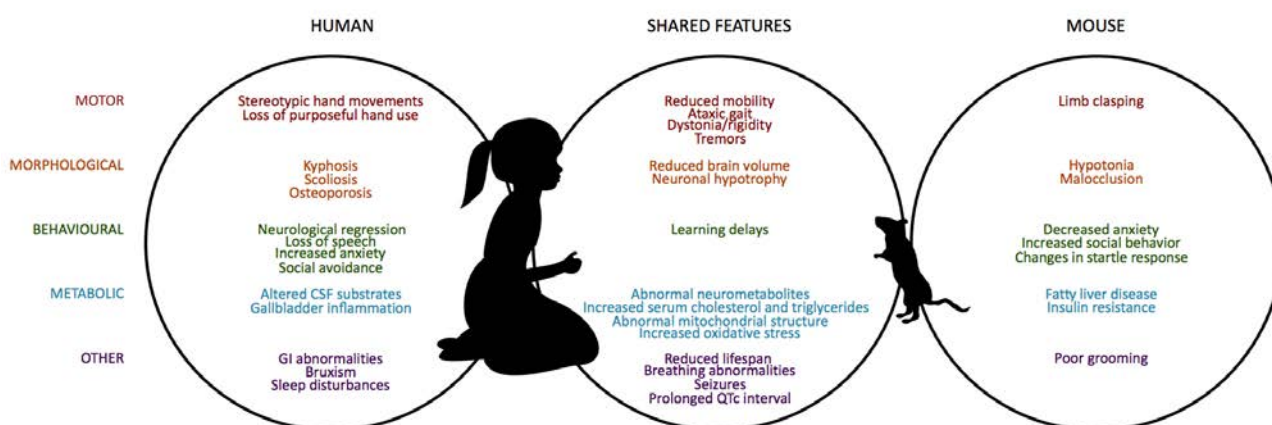 HUMAN
SHARED FEATURES
MOUSE
MOTOR
Stereotypic hand movements
Loss of purposeful hand use
Reduced mobility
Ataxic gait
Dystonia/rigidity
Tremors
Limb clasping
MORPHOLOGICAL
Kyphosis
Scoliosis
Osteoporosis
Reduced brain volume
Neuronal hypotrophy
Hypotonia
Malocclusion
BEHAVIOURAL
Neurological regression
Loss of speech
Increased anxiety
Social avoidance
Learning delays
Decreased anxiety
Increased social behavior
Changes in startle response
METABOLIC
Altered CSF substrates
Gallbladder inflammation
Abnormal neurometabolites
Increased serum cholesterol and triglycerides
Abnormal mitochondrial structure
Increased oxidative stress
Fatty liver disease
Insulin resistance
OTHER
GI abnormalities
Bruxism
Sleep disturbances
Reduced lifespan
Breathing abnormalities
Seizures
Prolonged QTc interval
Poor grooming